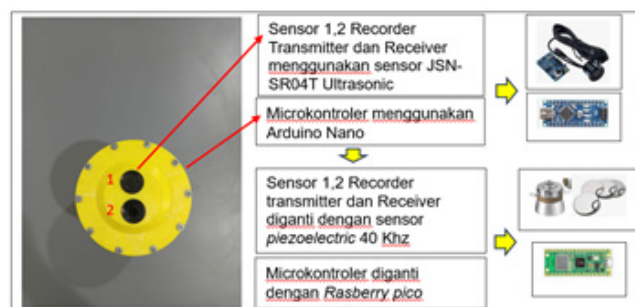 Sensor 1,2 Recorder
Transmitter dan Receiver
menggunakan sensor JSN-
SR04T Ultrasonic
Microkontroler menggunakan
Arduino Nano
1
2
Sensor 1,2 Recorder
transmitter dan Receiver
diganti dengan sensor
piezoelectric 40 Khz
Microkontroler diganti
dengan Rasberry pico